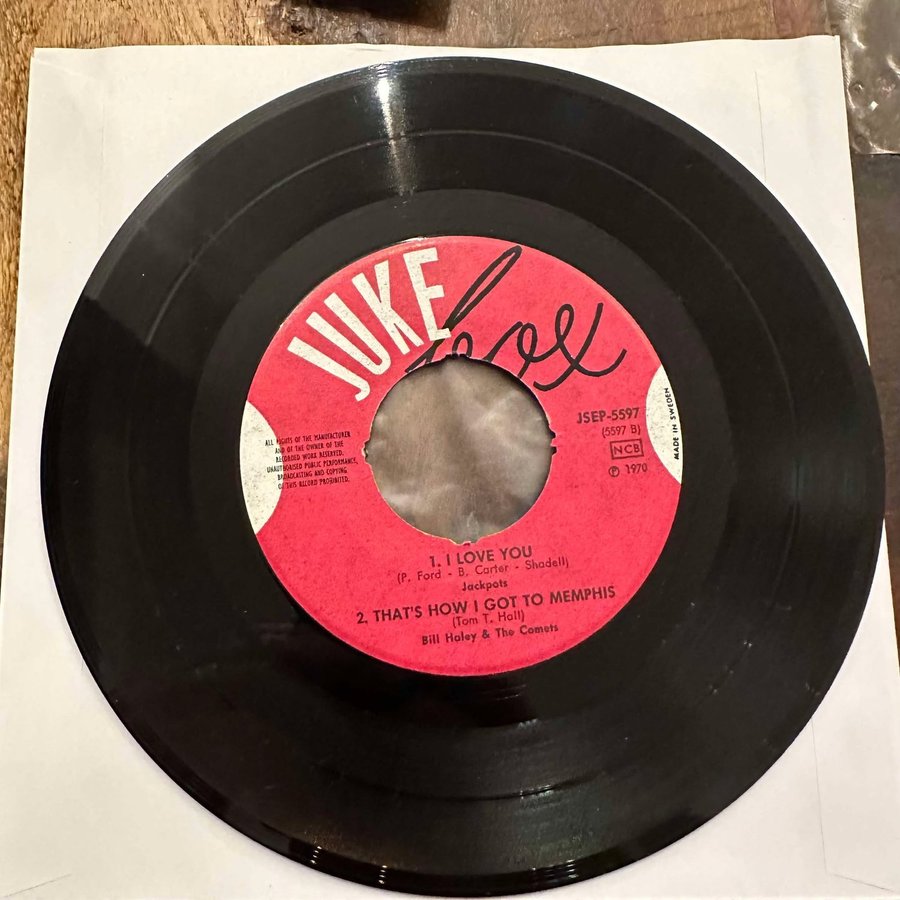 JUKE box
JSEP-5597
(5597 B)
NCB
℗ 1970
MADE IN SWEDEN
ALL RIGHTS OF THE MANUFACTURER
AND OF THE OWNER OF THE
RECORDED WORK RESERVED.
UNAUTHORISED PUBLIC PERFORMANCE,
BROADCASTING AND COPYING
OF THIS RECORD PROHIBITED.
1. I LOVE YOU
(P. Ford - B. Carter - Shadell)
Jackpots
2. THAT'S HOW I GOT TO MEMPHIS
(Tom T. Hall)
Bill Haley & The Comets